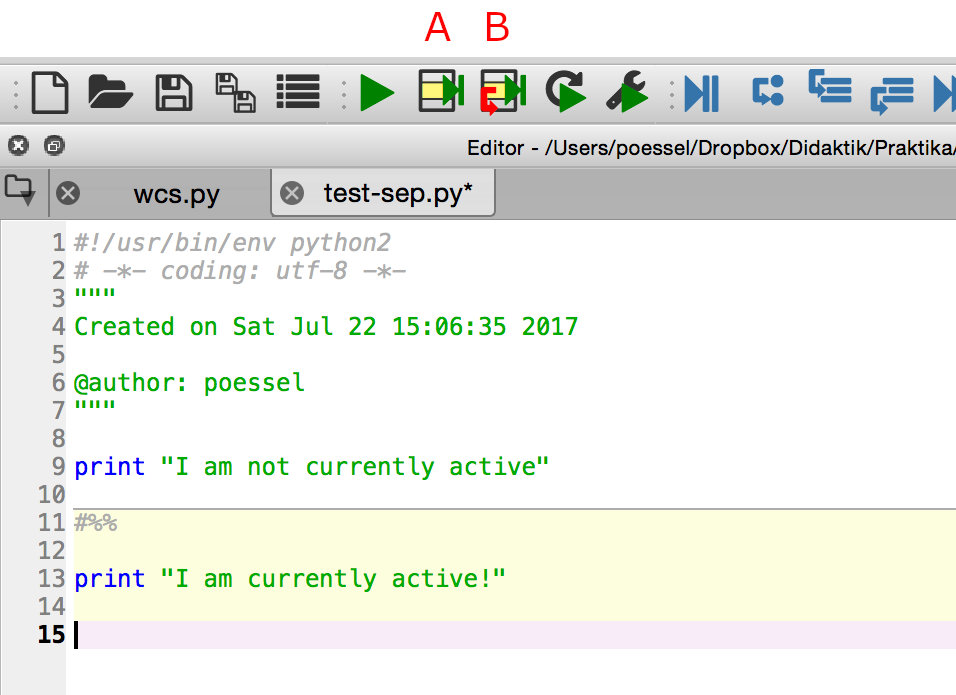 A B
Editor - /Users/poessel/Dropbox/Didaktik/Praktika/
wcs.py test-sep.py*
1 #!/usr/bin/env python2
2 # -*- coding: utf-8 -*-
3 """
4 Created on Sat Jul 22 15:06:35 2017
5
6 @author: poessel
7 """
8
9 print "I am not currently active"
10
11 #%%
12
13 print "I am currently active!"
14
15